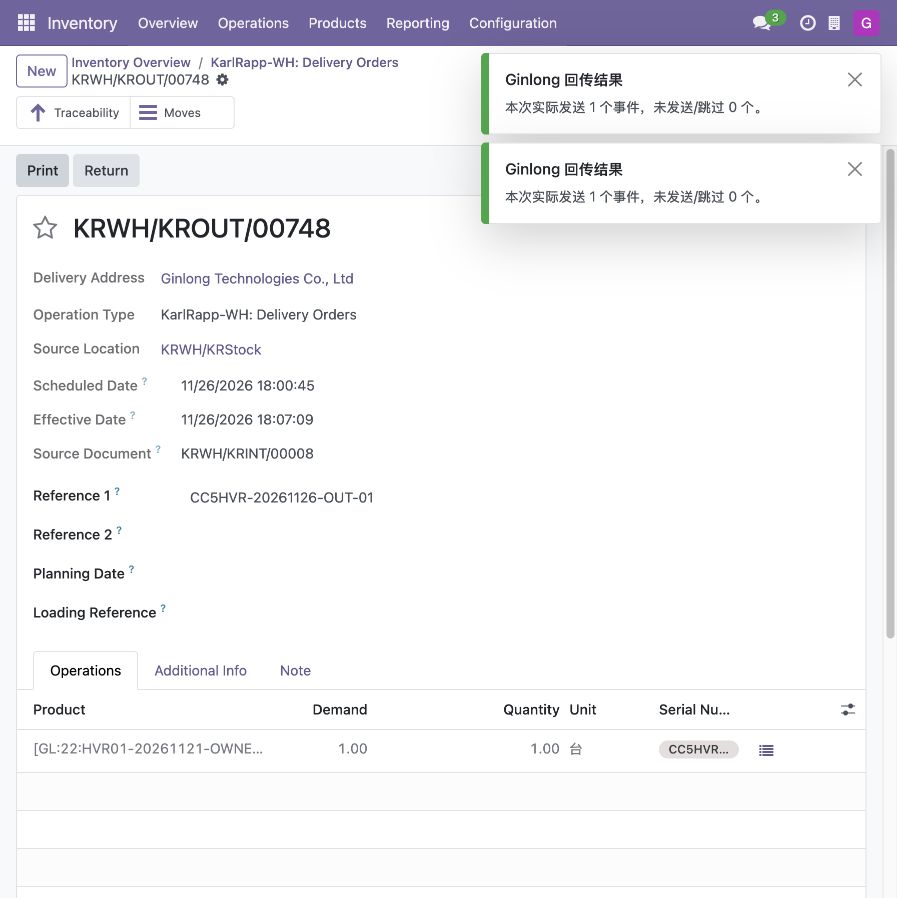 Inventory Overview Operations Products Reporting Configuration 3 G
New
Inventory Overview / KarlRapp-WH: Delivery Orders
KRWH/KROUT/00748
Traceability Moves
Ginlong 回传结果
本次实际发送 1 个事件，未发送/跳过 0 个。
Ginlong 回传结果
本次实际发送 1 个事件，未发送/跳过 0 个。
Print Return
KRWH/KROUT/00748
Delivery Address Ginlong Technologies Co., Ltd
Operation Type KarlRapp-WH: Delivery Orders
Source Location KRWH/KRStock
Scheduled Date ? 11/26/2026 18:00:45
Effective Date ? 11/26/2026 18:07:09
Source Document ? KRWH/KRINT/00008
Reference 1 ? CC5HVR-20261126-OUT-01
Reference 2 ?
Planning Date ?
Loading Reference ?
Operations Additional Info Note
Product Demand Quantity Unit Serial Nu...
[GL:22:HVR01-20261121-OWNE... 1.00 1.00 台 CC5HVR...